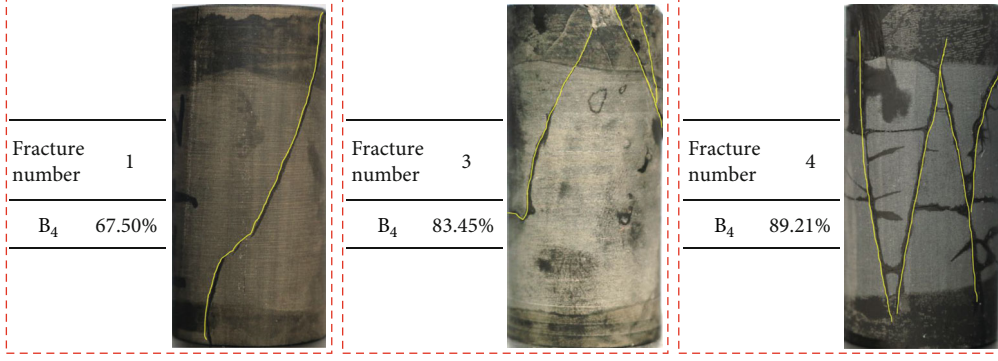 Fracture
number 1
B₄ 67.50%
Fracture
number 3
B₄ 83.45%
Fracture
number 4
B₄ 89.21%